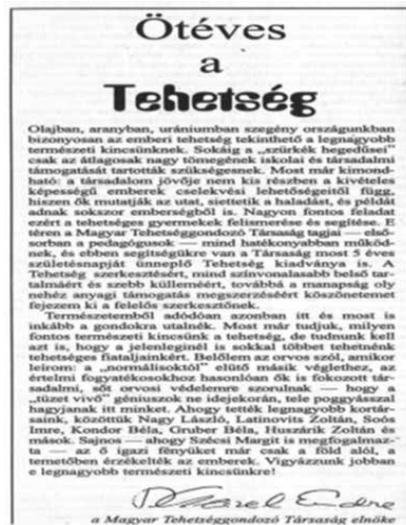 Ötéves
a
Tehetség
Olajban, aranyban, urániumban szegény országunkban
bizonyosan az emberi tehetség tekinthető a legnagyobb
természeti kincsünknek. Sokáig a „szürkék hegedűsei”
csak az átlagosak nagy tömegének iskolai és társadalmi
támogatását tartották szükségesnek. Most már kimond-
ható: a társadalom jövője nem kis részben a kivételes
képességű emberek cselekvési lehetőségeitől függ,
hiszen ők mutatják az utat, siettetik a haladást, és példát
adnak sokszor emberségből is. Nagyon fontos feladat
ezért a tehetséges gyermekek felismerése és segítése. E
téren a Magyar Tehetséggondozó Társaság tagjai — első-
sorban a pedagógusok — mind hatékonyabban működ-
nek, és ebben segítségükre van a Társaság most 5 éves
születésnapját ünneplő Tehetség kiadványa is. A
Tehetség szerkesztésért, mind színvonalasabb belső tar-
talmáért és szebb külleméért, továbbá a manapság oly
nehéz anyagi támogatás megszerzéséért köszönetemet
fejezem ki a felelős szerkesztőnek.
Természetemből adódóan azonban itt és most is
inkább a gondokra utalnék. Most már tudjuk, milyen
fontos természeti kincsünk a tehetség, de tudnunk kell
azt is, hogy a jelenleginél is sokkal többet tehetnénk
tehetséges fiataljainkért. Belőlem az orvos szól, amikor
leírom: a „normálisoktól” elütő másik véglethez, az
értelmi fogyatékosokhoz hasonlóan ők is fokozott tár-
sadalmi, sőt orvosi védelemre szorulnak — hogy a
„tüzet vivő” géniuszok ne idejekorán, tele poggyásszal
hagyjanak itt minket. Ahogy tették legnagyobb kortár-
saink, közöttük Nagy László, Latinovits Zoltán, Soós
Imre, Kondor Béla, Gruber Béla, Huszárik Zoltán és
mások. Sajnos — ahogy Szécsi Margit is megfogalmaz-
ta — az ő igazi fényüket már csak a föld alól, a
temetőben érzékelték az emberek. Vigyázzunk jobban
e legnagyobb természeti kincsünkre!
a Magyar Tehetséggondozó Társaság elnöke